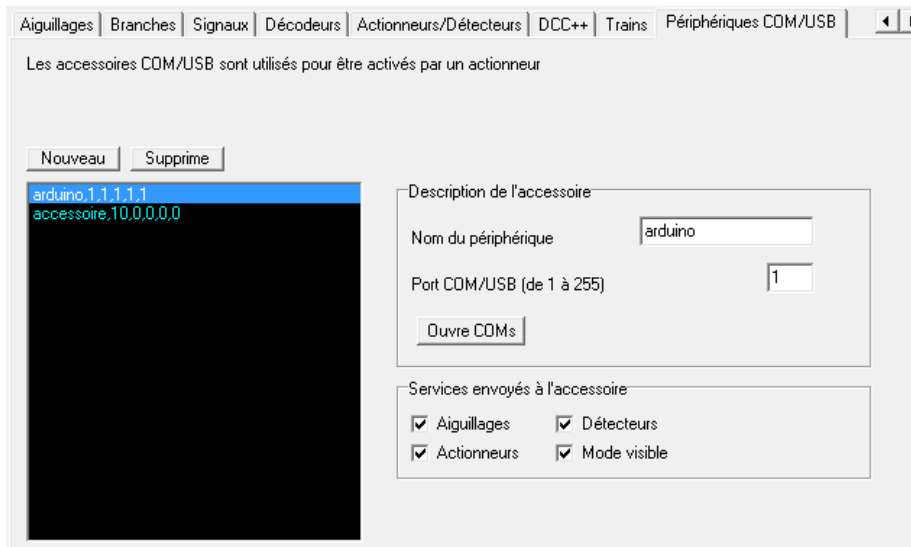 Aiguillages Branches Signaux Décodeurs Actionneurs/Détecteurs DCC++ Trains Périphériques COM/USB
Les accessoires COM/USB sont utilisés pour être activés par un actionneur
Nouveau Supprime
arduino,1,1,1,1,1
accessoire,10,0,0,0,0
Description de l'accessoire
Nom du périphérique arduino
Port COM/USB (de 1 à 255) 1
Ouvre COMs
Services envoyés à l'accessoire
Aiguillages Détecteurs
Actionneurs Mode visible